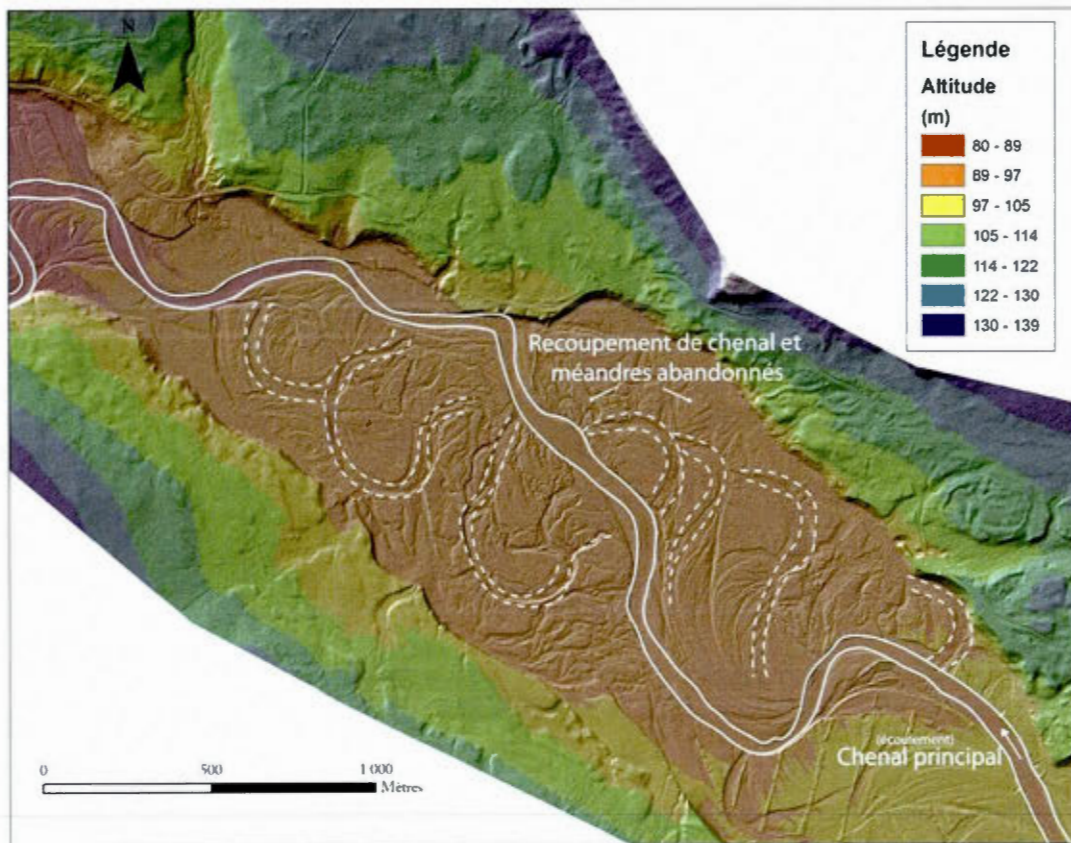 N
Légende
Altitude
(m)
80 - 89
89 - 97
97 - 105
105 - 114
114 - 122
122 - 130
130 - 139
Recoupement de chenal et
méandres abandonnés
(écoulement)
Chenal principal
0 500 1 000
Mètres